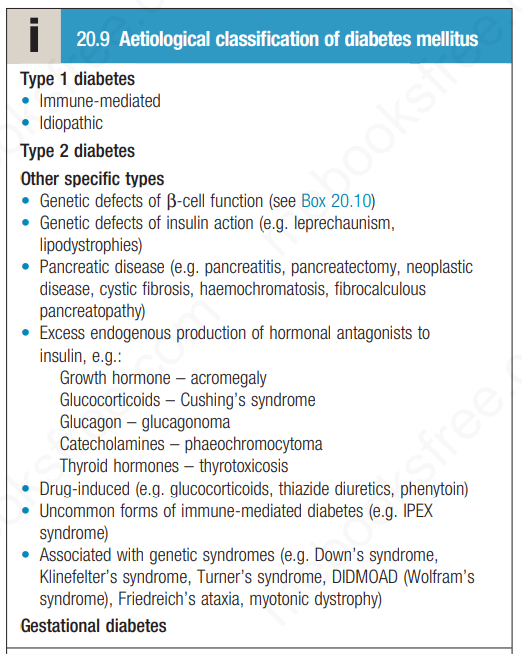 i
20.9 Aetiological classification of diabetes mellitus
Type 1 diabetes
• Immune-mediated
• Idiopathic
Type 2 diabetes
Other specific types
• Genetic defects of β-cell function (see Box 20.10)
• Genetic defects of insulin action (e.g. leprechaunism,
lipodystrophies)
• Pancreatic disease (e.g. pancreatitis, pancreatectomy, neoplastic
disease, cystic fibrosis, haemochromatosis, fibrocalculous
pancreatopathy)
• Excess endogenous production of hormonal antagonists to
insulin, e.g.:
Growth hormone – acromegaly
Glucocorticoids – Cushing's syndrome
Glucagon – glucagonoma
Catecholamines – phaeochromocytoma
Thyroid hormones – thyrotoxicosis
• Drug-induced (e.g. glucocorticoids, thiazide diuretics, phenytoin)
• Uncommon forms of immune-mediated diabetes (e.g. IPEX
syndrome)
• Associated with genetic syndromes (e.g. Down's syndrome,
Klinefelter's syndrome, Turner's syndrome, DIDMOAD (Wolfram's
syndrome), Friedreich's ataxia, myotonic dystrophy)
Gestational diabetes